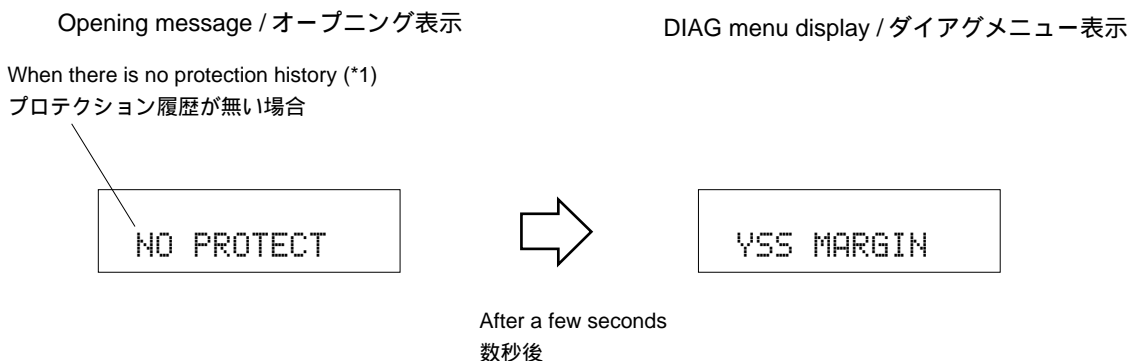 Opening message / オープニング表示
DIAG menu display / ダイアグメニュー表示
When there is no protection history (*1)
プロテクション履歴が無い場合
NO PROTECT
YSS MARGIN
After a few seconds
数秒後